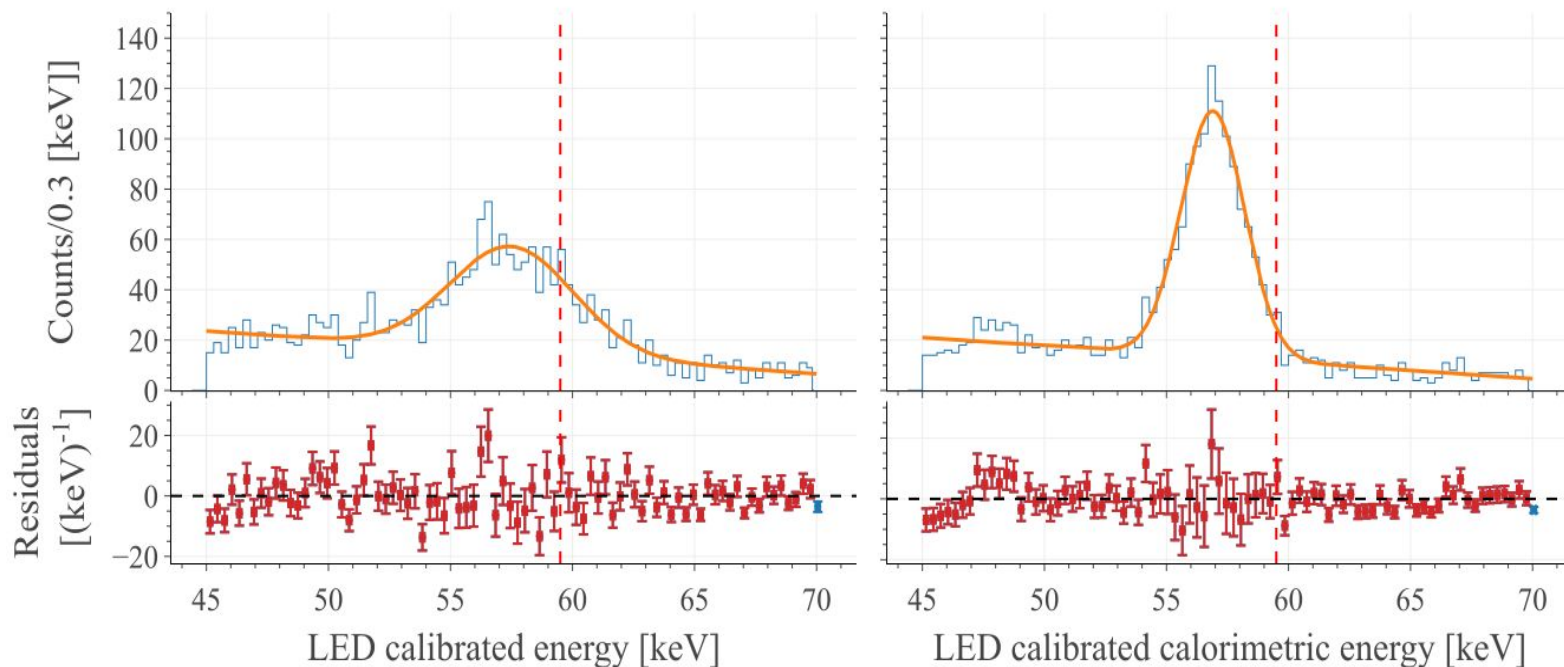 140
120
100
80
60
40
20
0
Counts/0.3 [keV]]
20
0
−20
Residuals
[(keV)⁻¹]
45 50 55 60 65 70
45 50 55 60 65 70
LED calibrated energy [keV]
LED calibrated calorimetric energy [keV]